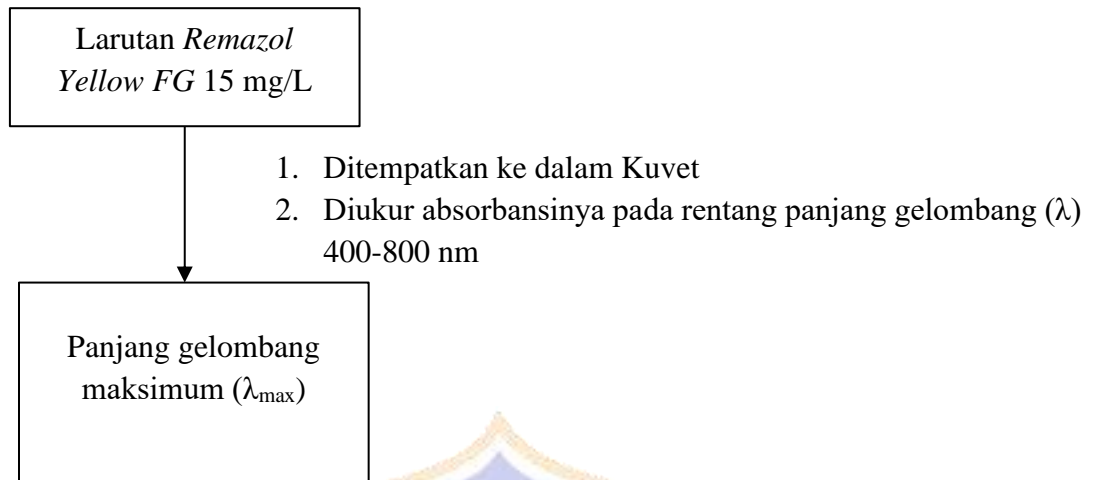 Larutan Remazol
Yellow FG 15 mg/L
1. Ditempatkan ke dalam Kuvet
2. Diukur absorbansinya pada rentang panjang gelombang (λ)
400-800 nm
Panjang gelombang
maksimum (λmax)